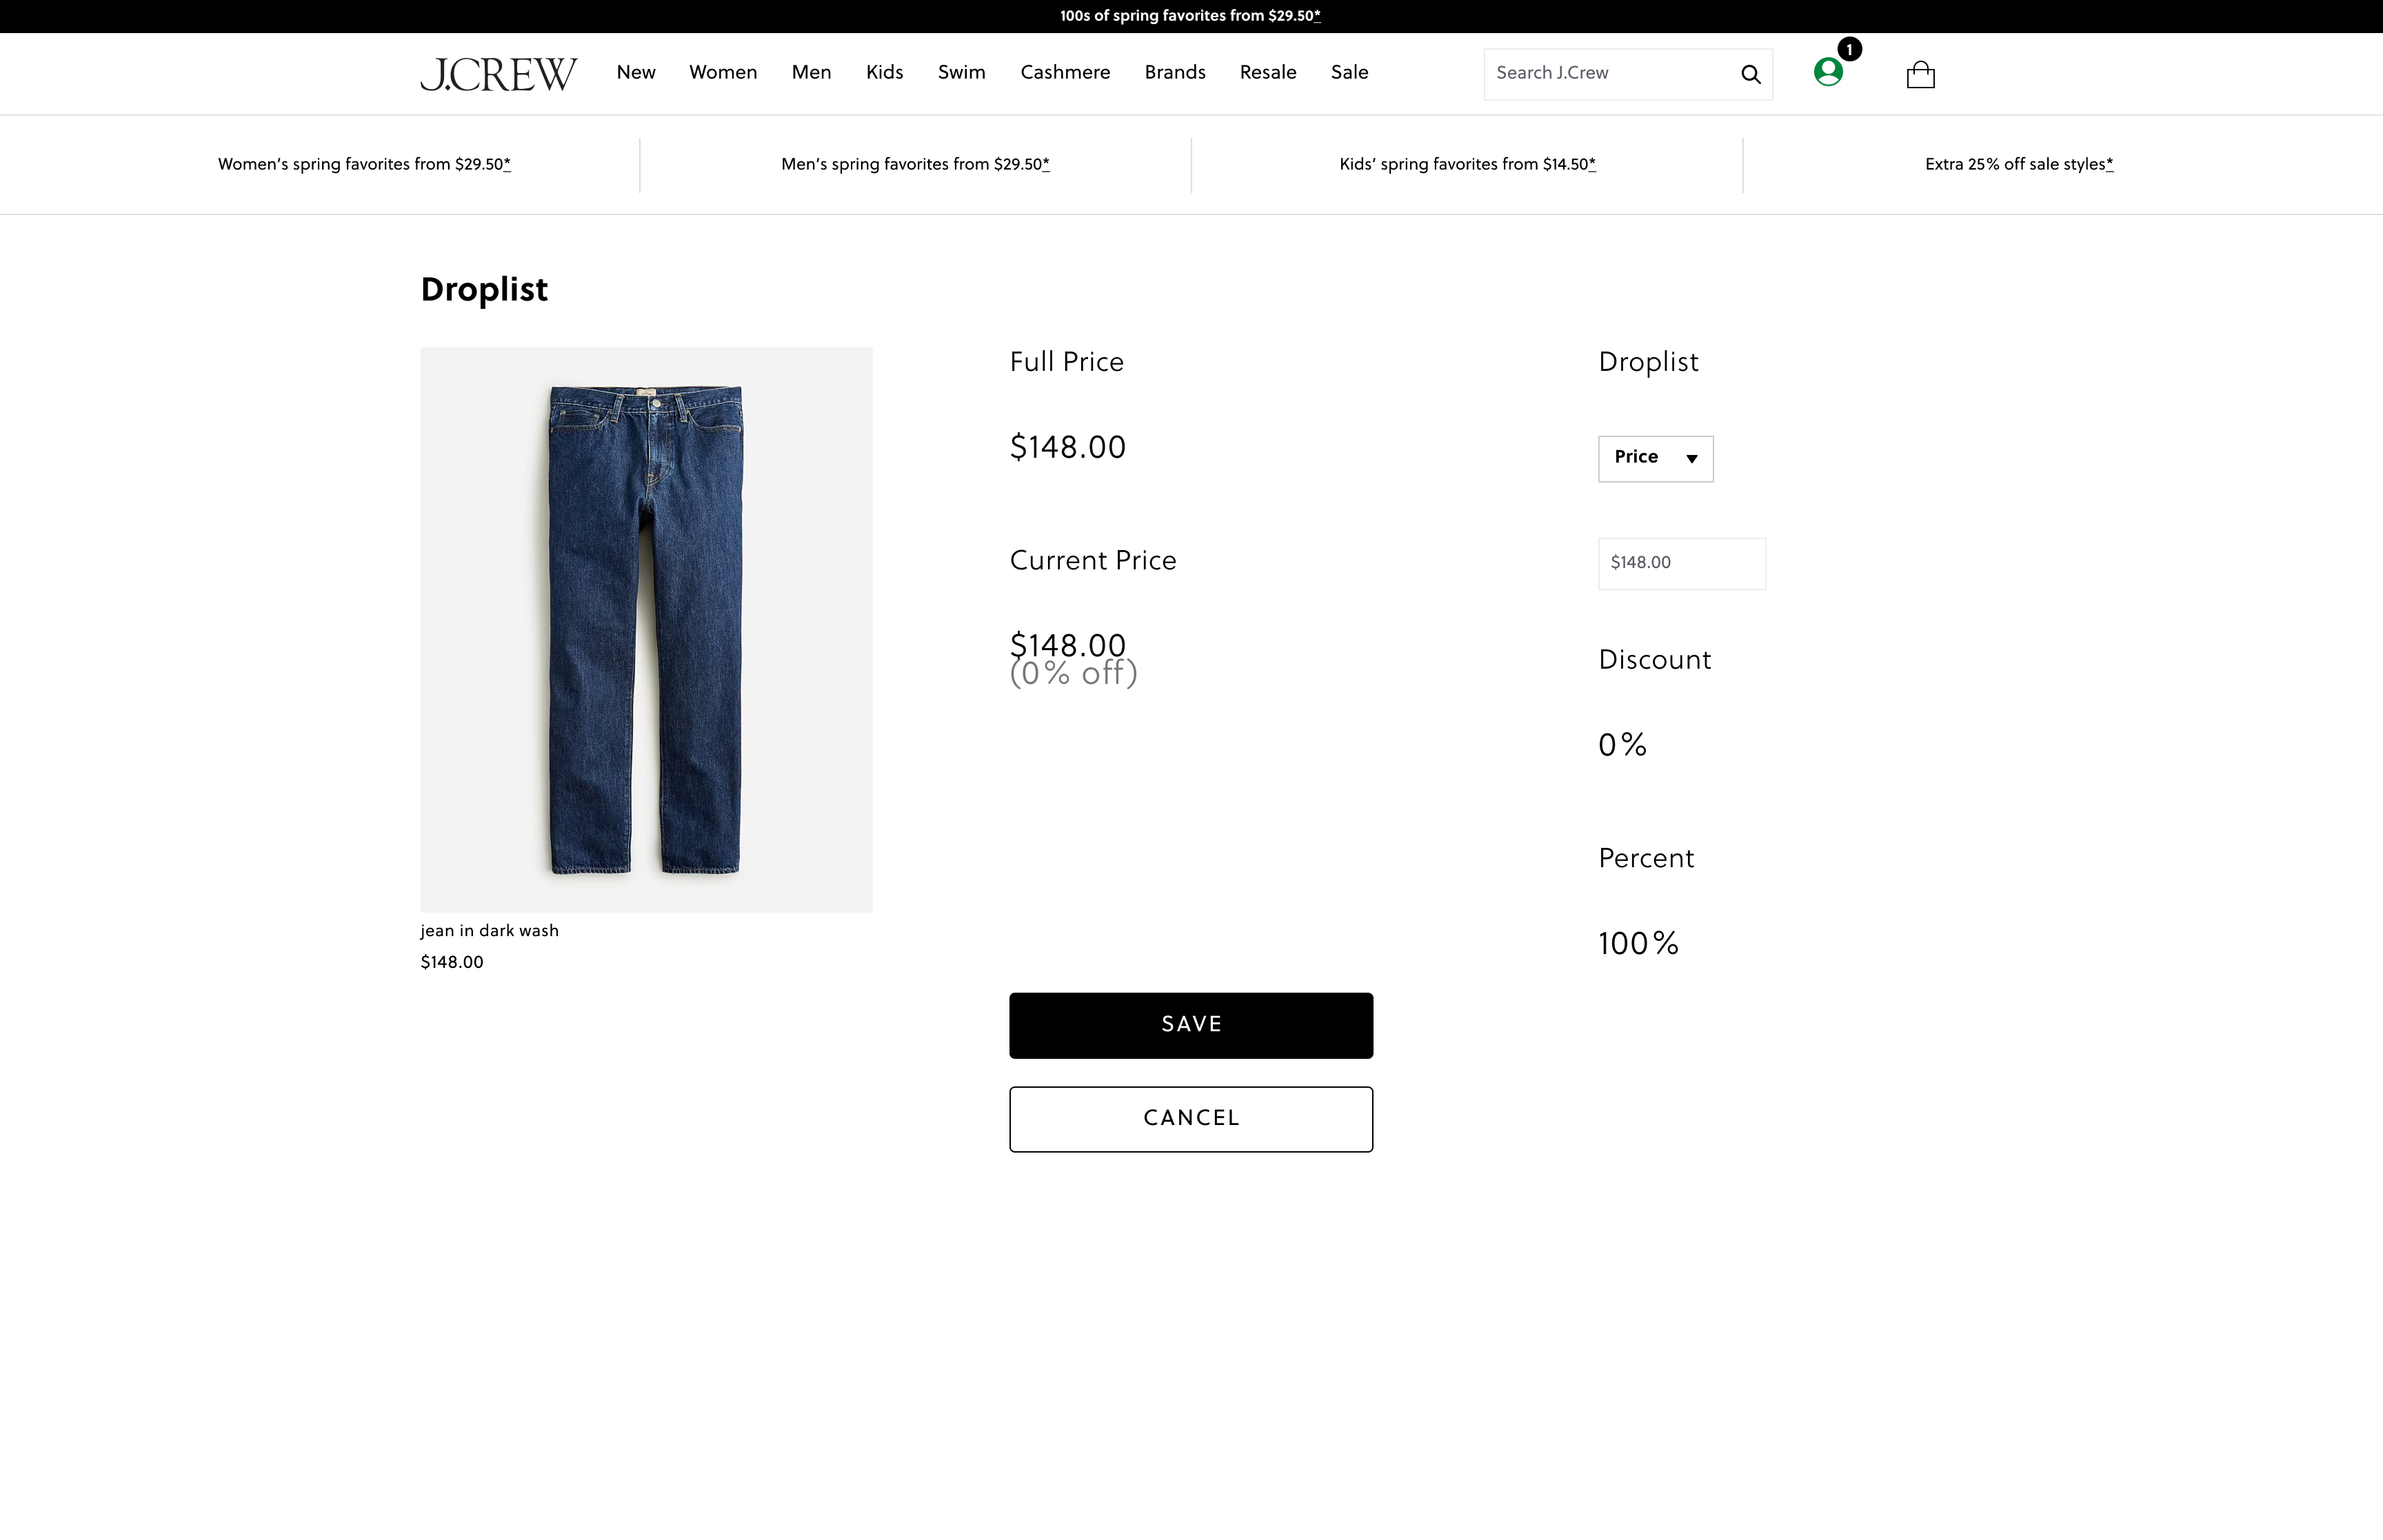 100s of spring favorites from $29.50*
J.CREW
New Women Men Kids Swim Cashmere Brands Resale Sale
Search J.Crew
1
Women’s spring favorites from $29.50*
Men’s spring favorites from $29.50*
Kids’ spring favorites from $14.50*
Extra 25% off sale styles*
Droplist
jean in dark wash
$148.00
Full Price
$148.00
Current Price
$148.00
(0% off)
Droplist
Price
$148.00
Discount
0%
Percent
100%
SAVE
CANCEL